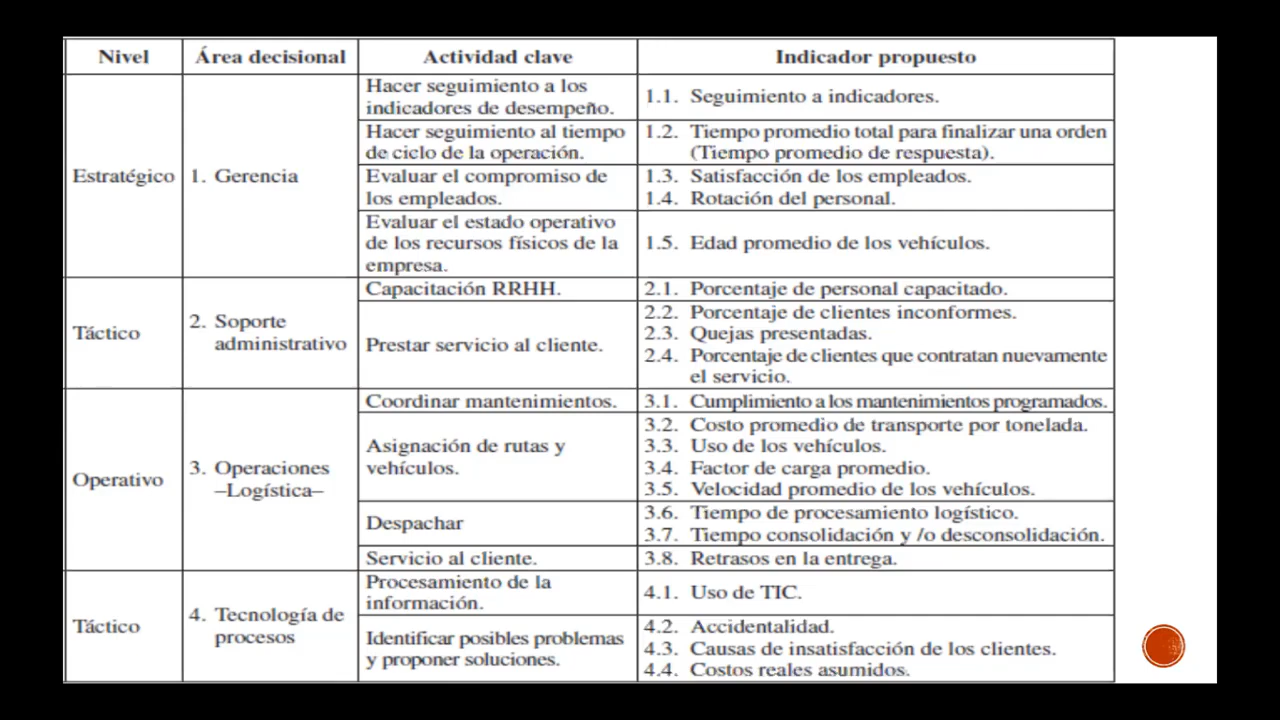 Nivel Área decisional Actividad clave Indicador propuesto
Estratégico
1. Gerencia
Hacer seguimiento a los
indicadores de desempeño.
1.1. Seguimiento a indicadores.
Hacer seguimiento al tiempo
de ciclo de la operación.
1.2. Tiempo promedio total para finalizar una orden
(Tiempo promedio de respuesta).
Evaluar el compromiso de
los empleados.
1.3. Satisfacción de los empleados.
1.4. Rotación del personal.
Evaluar el estado operativo
de los recursos físicos de la
empresa.
1.5. Edad promedio de los vehículos.
Táctico
2. Soporte
administrativo
Capacitación RRHH.
2.1. Porcentaje de personal capacitado.
Prestar servicio al cliente.
2.2. Porcentaje de clientes inconformes.
2.3. Quejas presentadas.
2.4. Porcentaje de clientes que contratan nuevamente
el servicio.
Operativo
3. Operaciones
–Logística–
Coordinar mantenimientos.
3.1. Cumplimiento a los mantenimientos programados.
Asignación de rutas y
vehículos.
3.2. Costo promedio de transporte por tonelada.
3.3. Uso de los vehículos.
3.4. Factor de carga promedio.
3.5. Velocidad promedio de los vehículos.
Despachar
3.6. Tiempo de procesamiento logístico.
3.7. Tiempo consolidación y /o desconsolidación.
Servicio al cliente.
3.8. Retrasos en la entrega.
Táctico
4. Tecnología de
procesos
Procesamiento de la
información.
4.1. Uso de TIC.
Identificar posibles problemas
y proponer soluciones.
4.2. Accidentalidad.
4.3. Causas de insatisfacción de los clientes.
4.4. Costos reales asumidos.